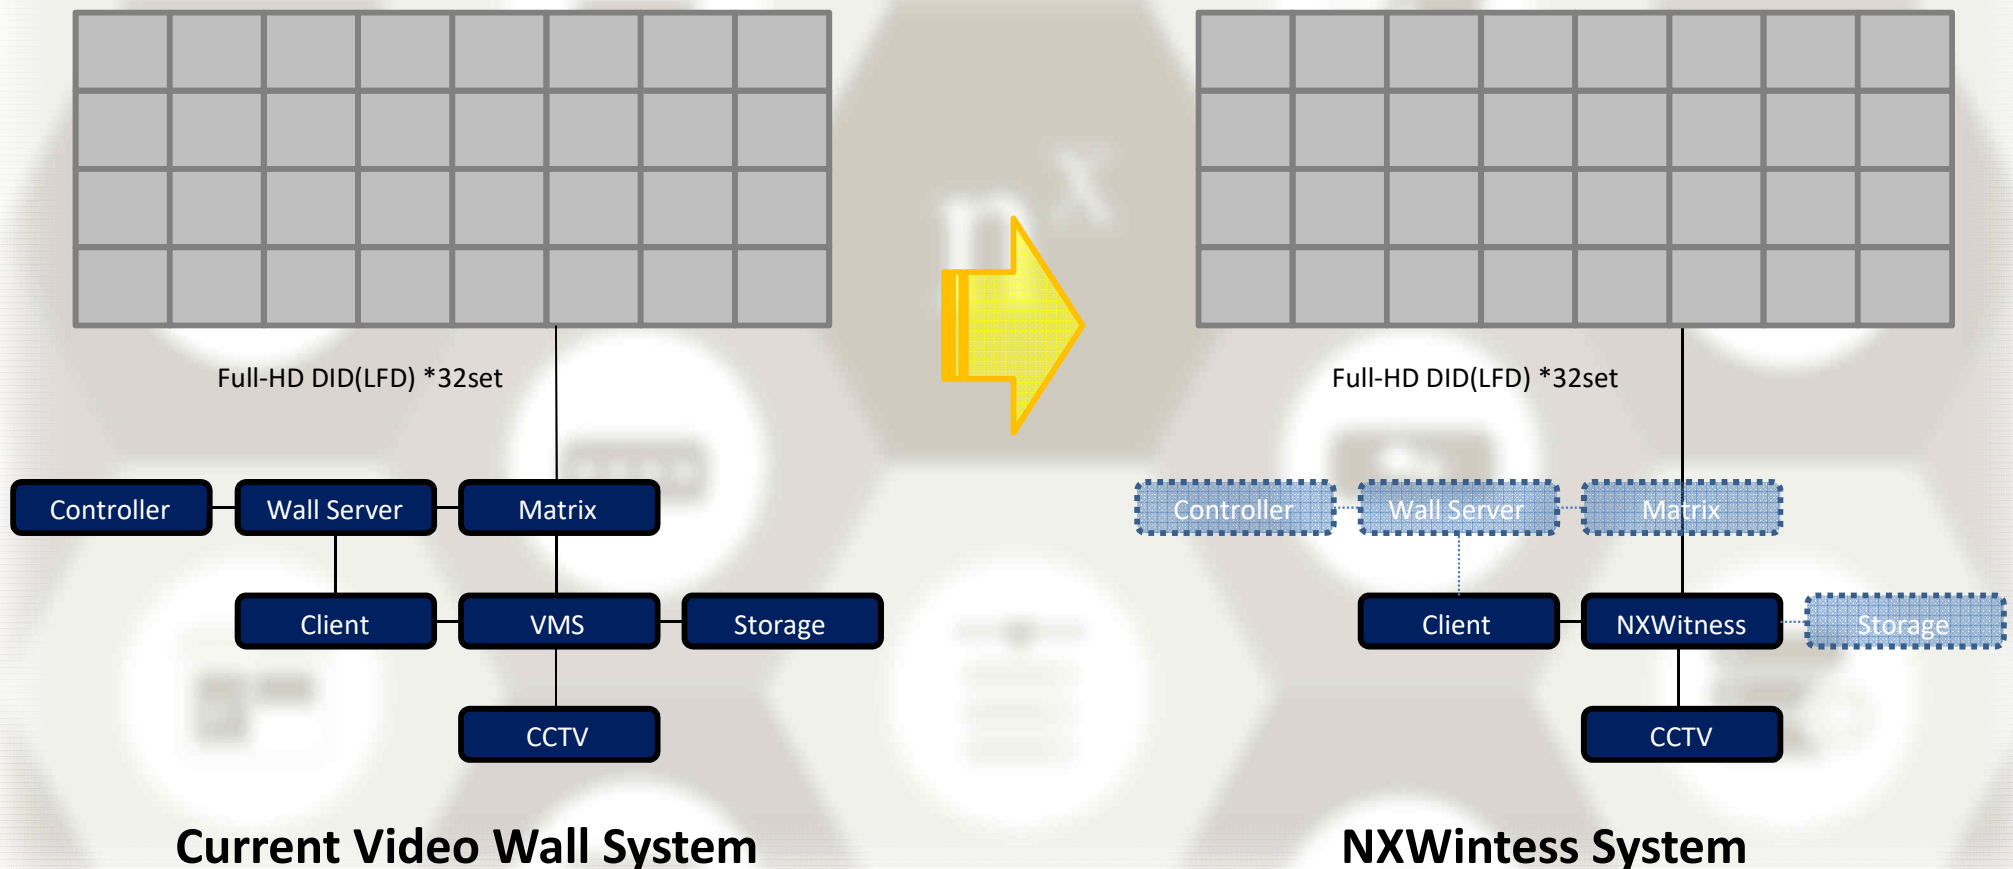 n^x
Full-HD DID(LFD) *32set
Full-HD DID(LFD) *32set
Controller
Wall Server
Matrix
Controller
Wall Server
Matrix
Client
VMS
Storage
Client
NXWitness
Storage
CCTV
CCTV
Current Video Wall System
NXWintess System